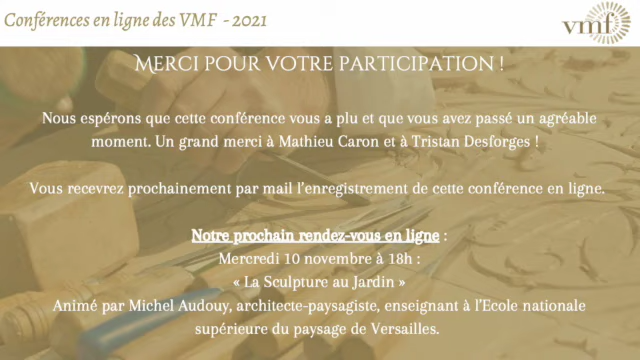 Conférences en ligne des VMF - 2021
vmf
Merci pour votre participation !
Nous espérons que cette conférence vous a plu et que vous avez passé un agréable
moment. Un grand merci à Mathieu Caron et à Tristan Desforges !
Vous recevrez prochainement par mail l'enregistrement de cette conférence en ligne.
Notre prochain rendez-vous en ligne :
Mercredi 10 novembre à 18h :
« La Sculpture au Jardin »
Animé par Michel Audouy, architecte-paysagiste, enseignant à l'Ecole nationale
supérieure du paysage de Versailles.